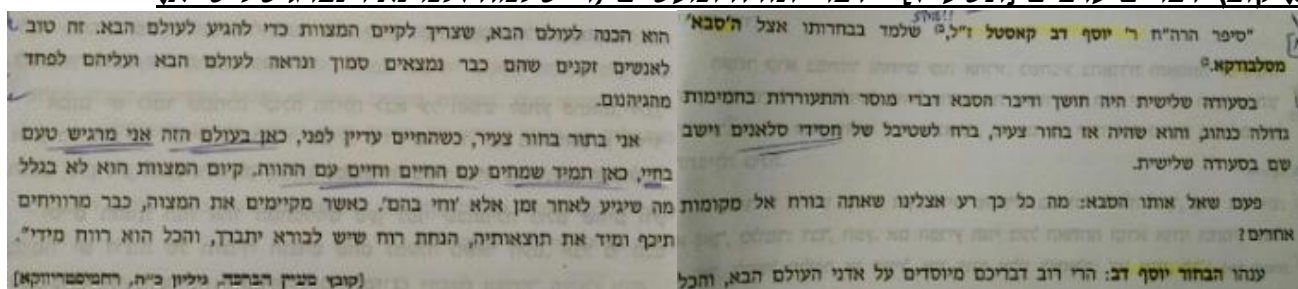 "סיפר הרה"ח ר' יוסף דב קאסטל ז"ל, שלמד בבחרותו אצל ה'סבא'
מסלבודקא.
בסעודה שלישית היה חושך ודיבר הסבא דברי מוסר והתעוררות בחמימות
גדולה כנהוג, והוא שהיה אז בחור צעיר, ברח לשטיבל של חסידי סלאנים וישב
שם בסעודה שלישית.
פעם שאל אותו הסבא: מה כל כך רע אצלינו שאתה בורח אל מקומות
אחרים?
ענהו הבחור יוסף דב: הרי רוב דבריכם מיוסדים על אדני העולם הבא, והכל
הוא הכנה לעולם הבא, שצריך לקיים המצוות כדי להגיע לעולם הבא. זה טוב
לאנשים זקנים שהם כבר נמצאים סמוך ונראה לעולם הבא ועליהם לפחד
מהגיהנום.
אני בתור בחור צעיר, כשהחיים עדיין לפני, כאן בעולם הזה אני מרגיש טעם
בחיי, כאן תמיד שמחים עם החיים וחיים עם ההווה. קיום המצוות הוא לא בגלל
מה שיגיע לאחר זמן אלא 'וחי בהם'. כאשר מקיימים את המצוה, כבר מרוויחים
תיכף ומיד את תוצאותיה, הנחת רוח שיש לבורא יתברך, והכל הוא רווח מידי".
[קובץ מעיין הברכה, גיליון כ"ה, רחמיסטריווקא]